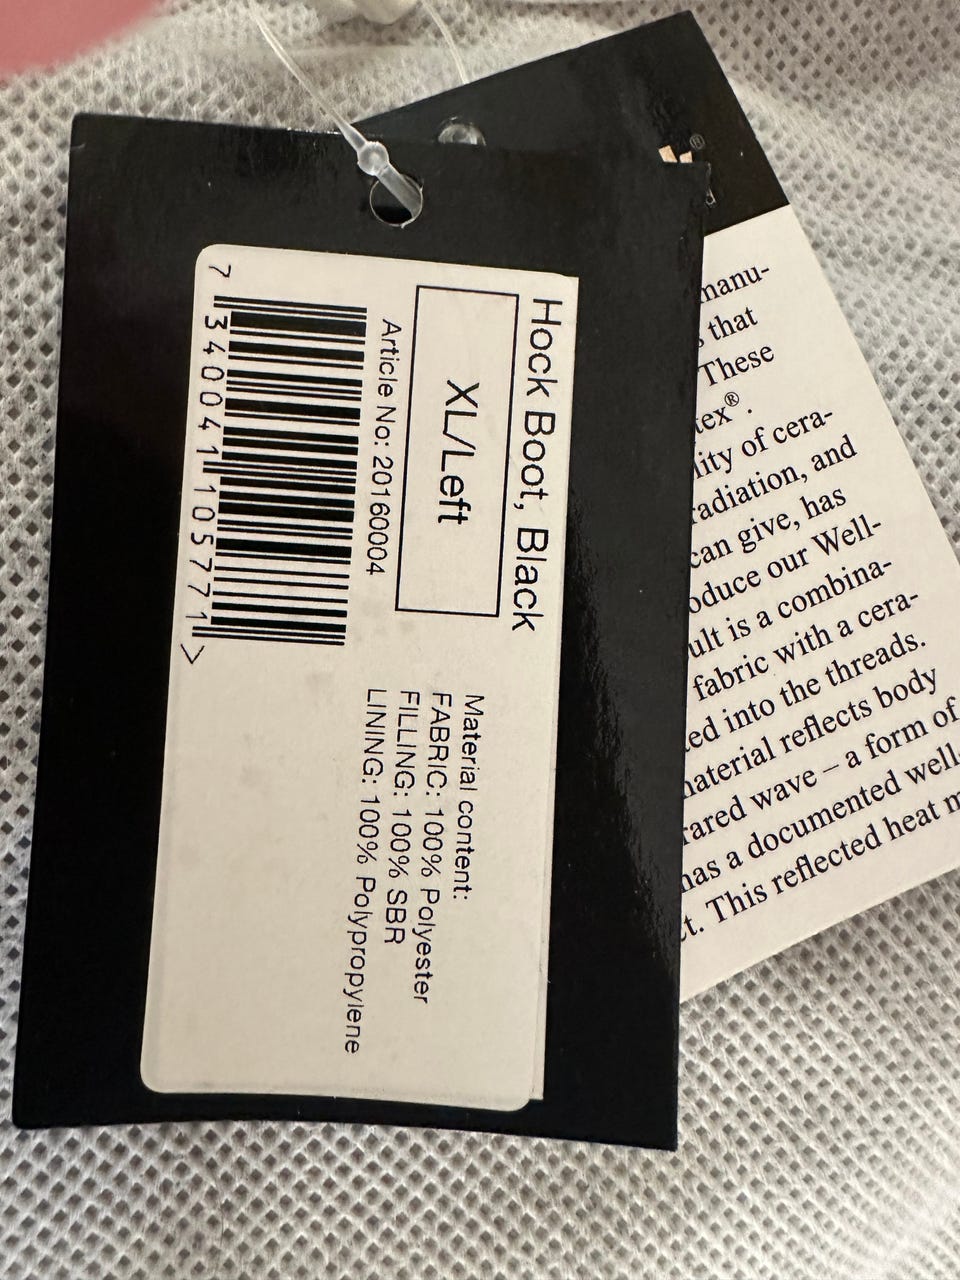 Hock Boot, Black
XL/Left
Article No: 20160004
7 340041 105771 >
Material content:
FABRIC: 100% Polyester
FILLING: 100% SBR
LINING: 100% Polypropylene
®
manu-
that
These
tex®.
lity of cera-
radiation, and
can give, has
oduce our Well-
ult is a combina-
fabric with a cera-
ed into the threads.
material reflects body
rared wave – a form of
has a documented well-
ct. This reflected heat m